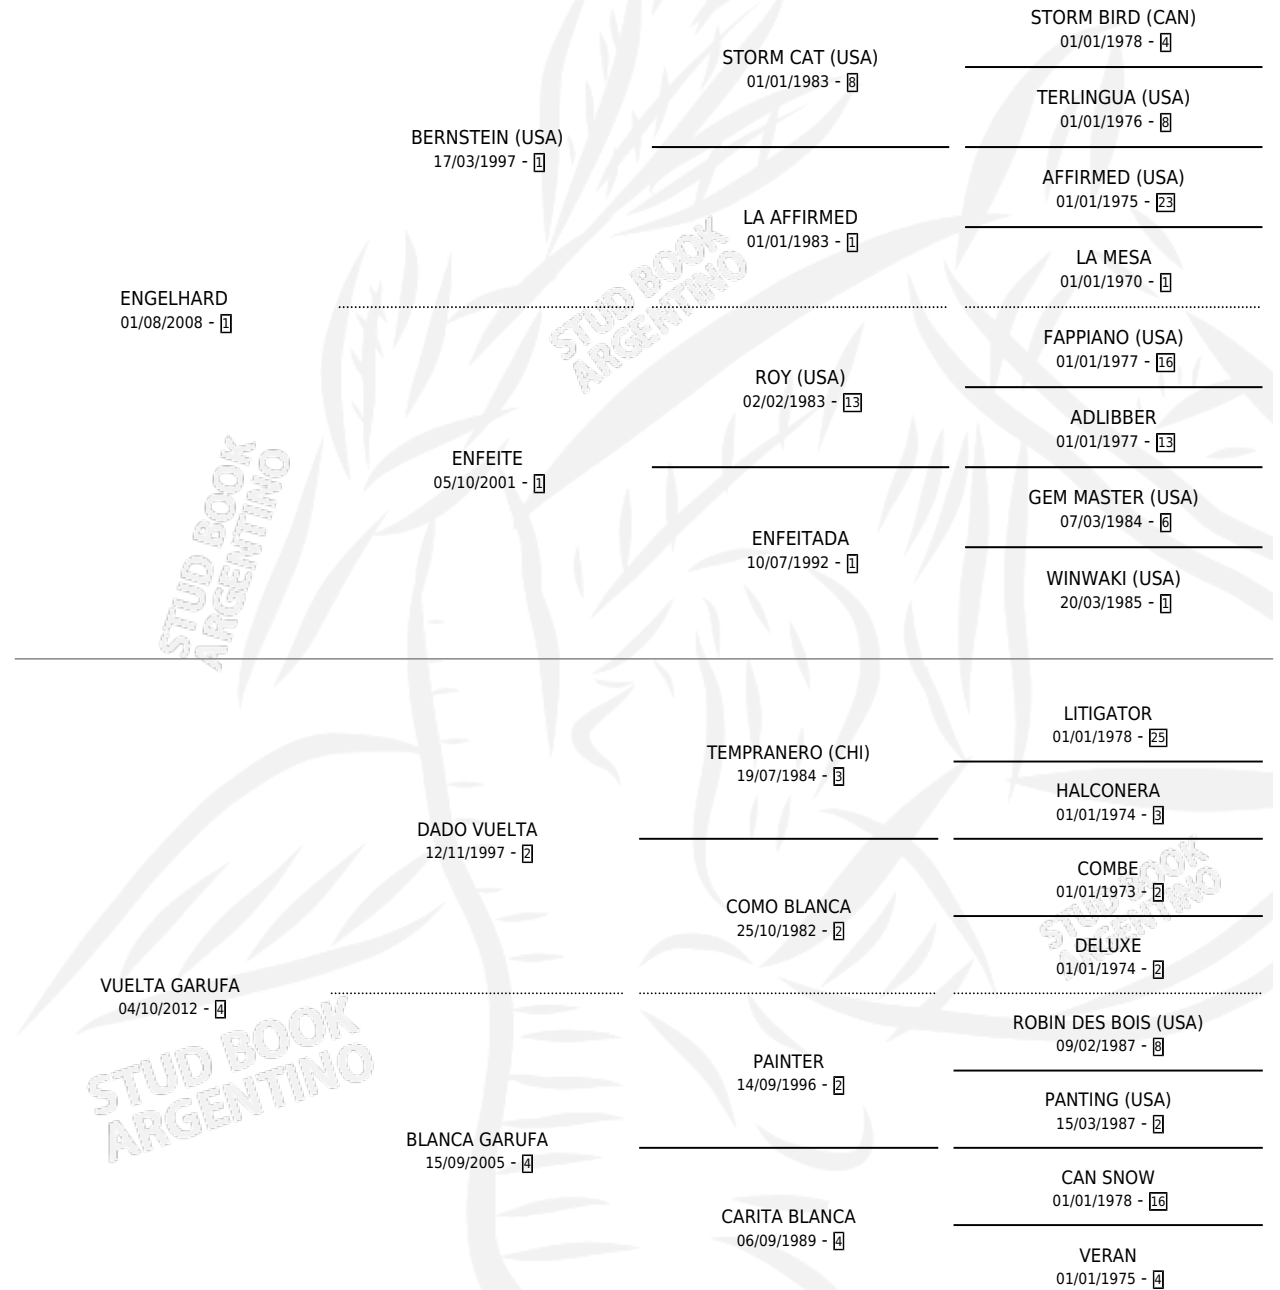 STORM BIRD (CAN)
01/01/1978 - 4
STORM CAT (USA)
01/01/1983 - 8
TERLINGUA (USA)
01/01/1976 - 8
BERNSTEIN (USA)
17/03/1997 - 1
AFFIRMED (USA)
01/01/1975 - 23
LA AFFIRMED
01/01/1983 - 1
LA MESA
01/01/1970 - 1
ENGELHARD
01/08/2008 - 1
STUD BOOK
ARGENTINO
FAPPIANO (USA)
01/01/1977 - 16
ROY (USA)
02/02/1983 - 13
ADLIBBER
01/01/1977 - 13
ENFEITE
05/10/2001 - 1
GEM MASTER (USA)
07/03/1984 - 6
ENFEITADA
10/07/1992 - 1
WINWAKI (USA)
20/03/1985 - 1
STUD BOOK
ARGENTINO
LITIGATOR
01/01/1978 - 25
TEMPRANERO (CHI)
19/07/1984 - 3
HALCONERA
01/01/1974 - 3
DADO VUELTA
12/11/1997 - 2
COMBE
01/01/1973 - 2
COMO BLANCA
25/10/1982 - 2
STUD BOOK
ARGENTINO
DELUXE
01/01/1974 - 2
VUELTA GARUFA
04/10/2012 - 4
ROBIN DES BOIS (USA)
09/02/1987 - 8
PAINTER
14/09/1996 - 2
STUD BOOK
ARGENTINO
PANTING (USA)
15/03/1987 - 2
BLANCA GARUFA
15/09/2005 - 4
CAN SNOW
01/01/1978 - 16
CARITA BLANCA
06/09/1989 - 4
VERAN
01/01/1975 - 4